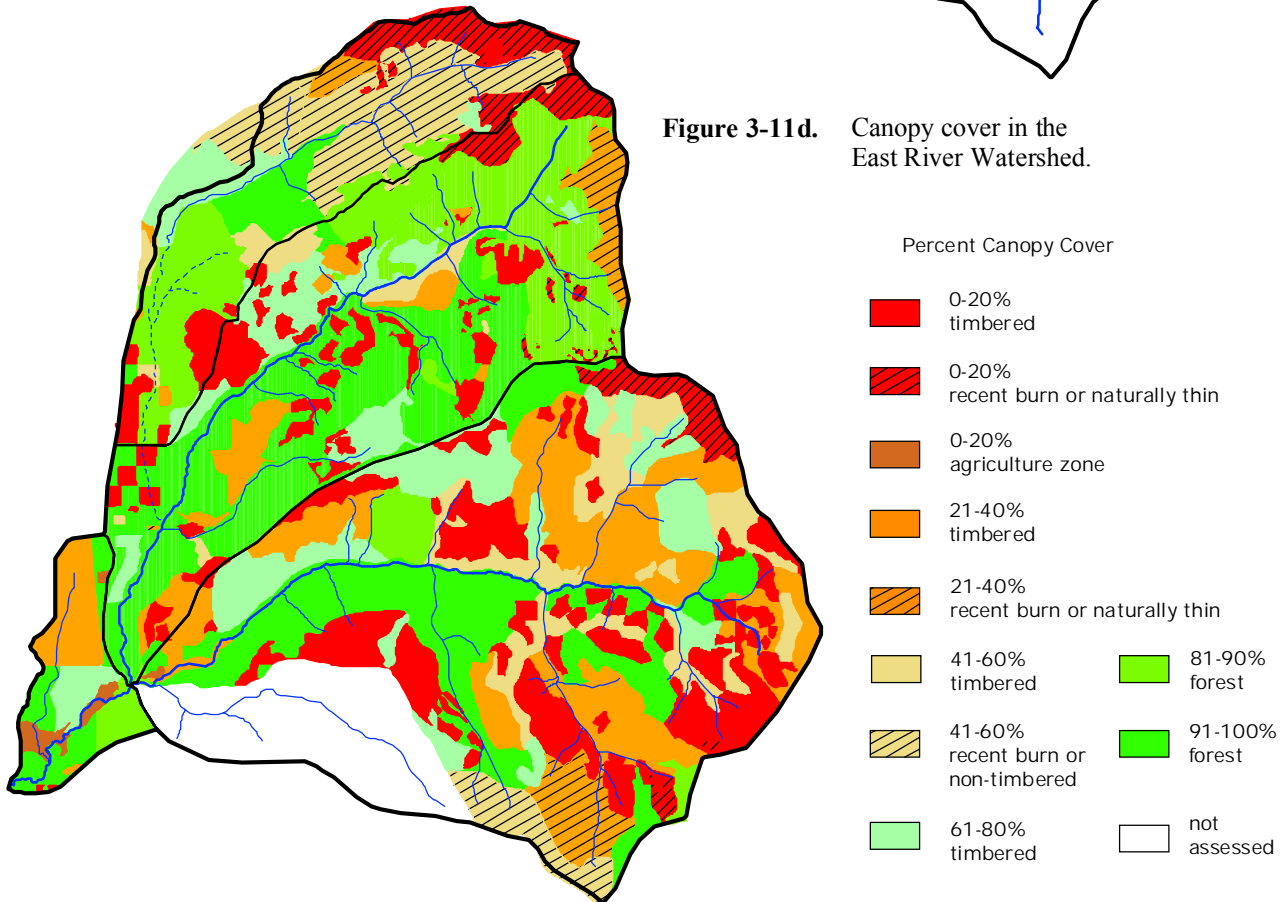 Figure 3-11d. Canopy cover in the
East River Watershed.
Percent Canopy Cover
0-20%
timbered
0-20%
recent burn or naturally thin
0-20%
agriculture zone
21-40%
timbered
21-40%
recent burn or naturally thin
41-60%
timbered
41-60%
recent burn or
non-timbered
61-80%
timbered
81-90%
forest
91-100%
forest
not
assessed